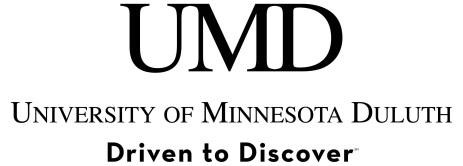 UMD
UNIVERSITY OF MINNESOTA DULUTH
Driven to Discover